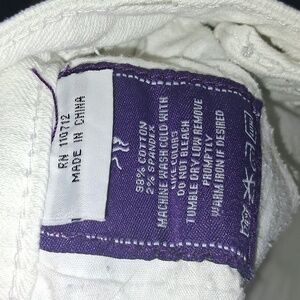 RN 110712
MADE IN CHINA
98% COTTON
2% SPANDEX
MACHINE WASH COLD WITH
LIKE COLORS
DO NOT BLEACH
TUMBLE DRY LOW REMOVE
PROMPTLY
WARM IRON IF DESIRED